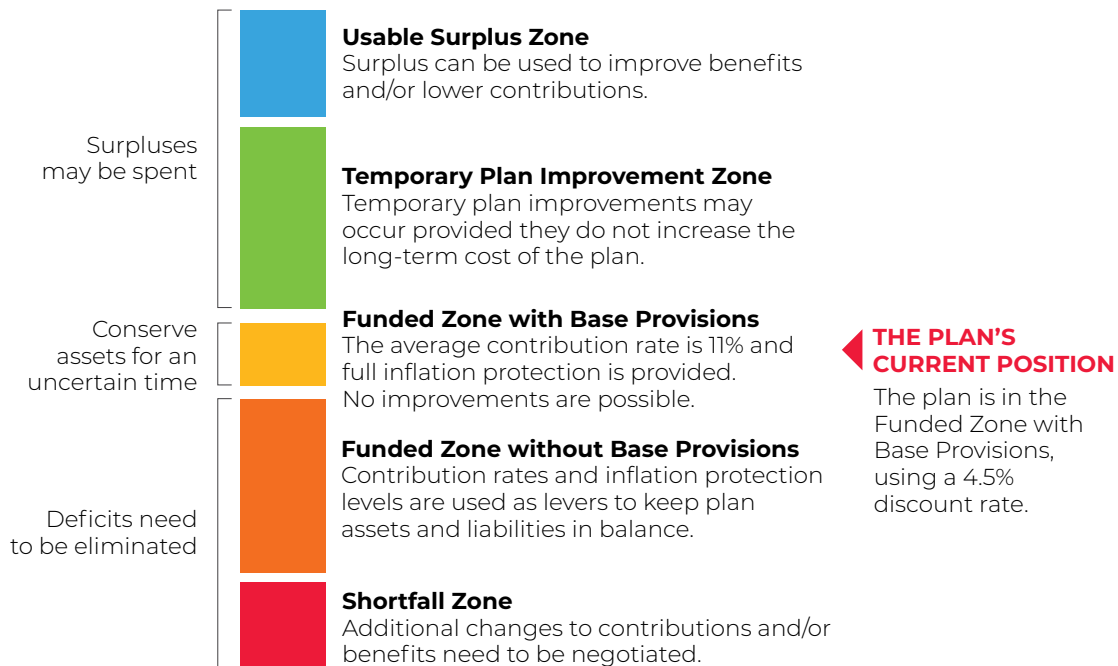 Surpluses
may be spent
Usable Surplus Zone
Surplus can be used to improve benefits
and/or lower contributions.
Temporary Plan Improvement Zone
Temporary plan improvements may
occur provided they do not increase the
long-term cost of the plan.
Conserve
assets for an
uncertain time
Funded Zone with Base Provisions
The average contribution rate is 11% and
full inflation protection is provided.
No improvements are possible.
THE PLAN’S
CURRENT POSITION
The plan is in the
Funded Zone with
Base Provisions,
using a 4.5%
discount rate.
Deficits need
to be eliminated
Funded Zone without Base Provisions
Contribution rates and inflation protection
levels are used as levers to keep plan
assets and liabilities in balance.
Shortfall Zone
Additional changes to contributions and/or
benefits need to be negotiated.